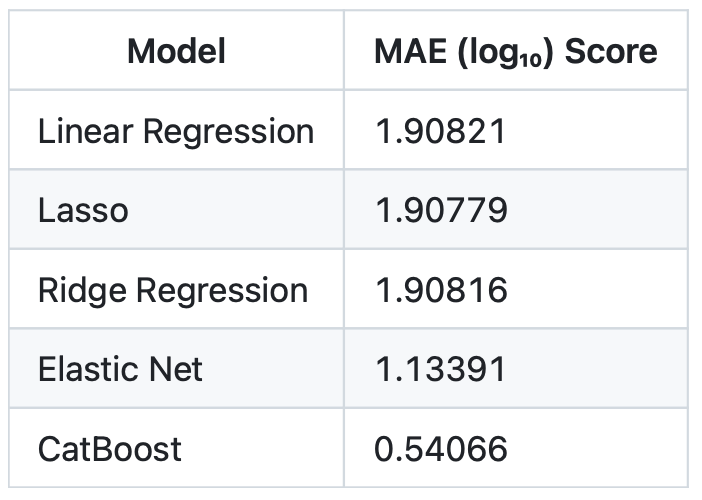 Model MAE (log₁₀) Score
Linear Regression 1.90821
Lasso 1.90779
Ridge Regression 1.90816
Elastic Net 1.13391
CatBoost 0.54066